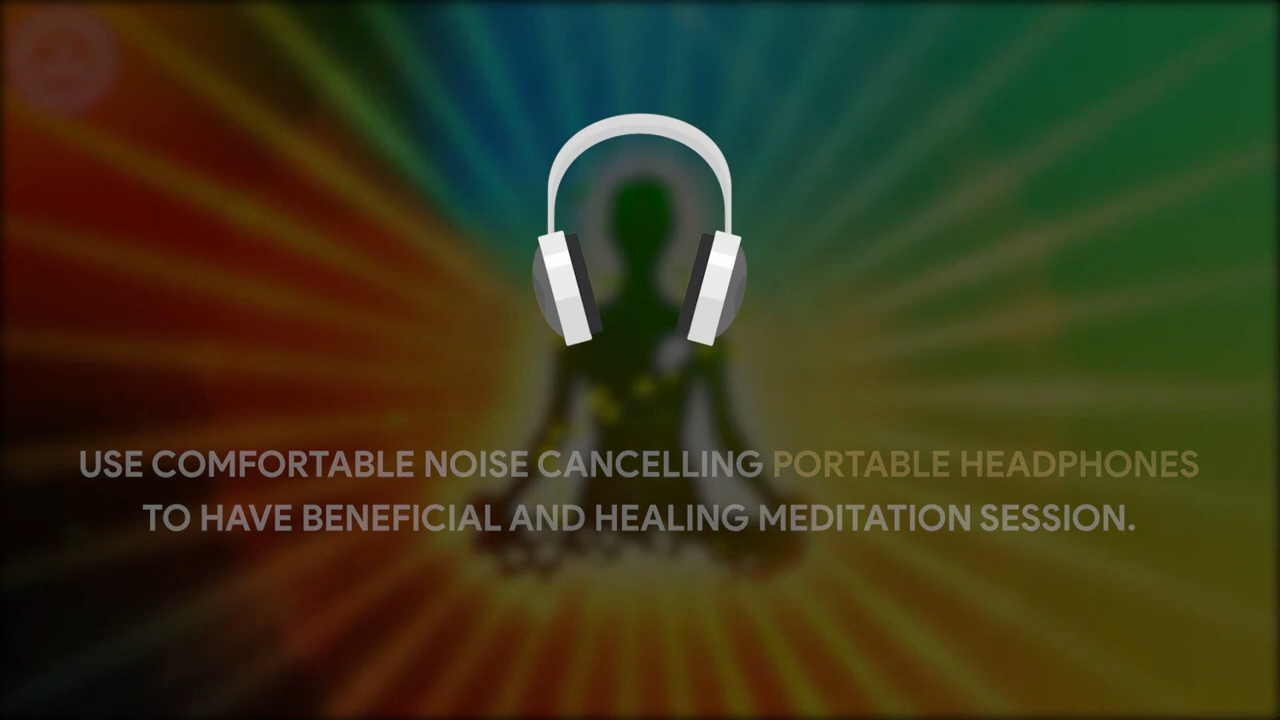 USE COMFORTABLE NOISE CANCELLING PORTABLE HEADPHONES
TO HAVE BENEFICIAL AND HEALING MEDITATION SESSION.